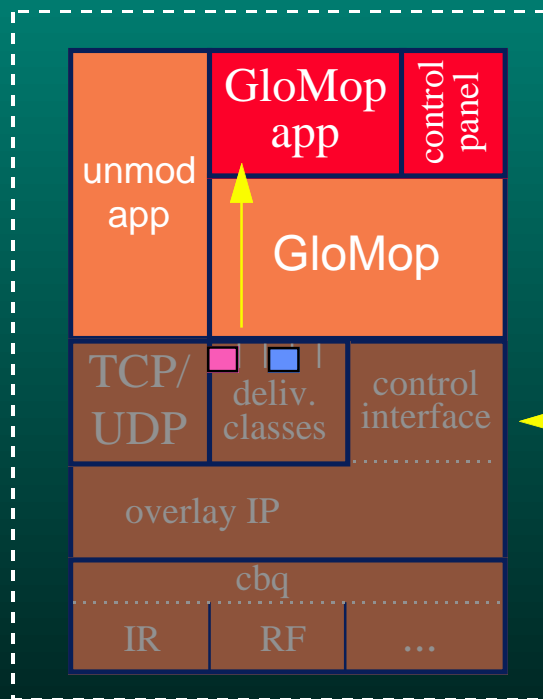 GloMop
app
control
panel
unmod
app
GloMop
TCP/
UDP
deliv.
classes
control
interface
overlay IP
cbq
IR
RF
...